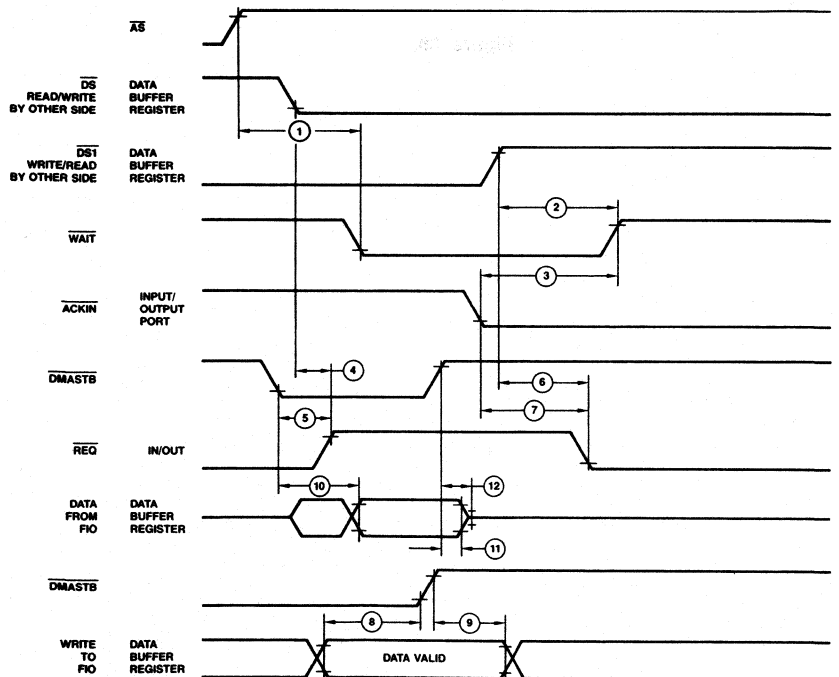 AS
DS DATA
READ/WRITE BUFFER
BY OTHER SIDE REGISTER
1
DS1 DATA
WRITE/READ BUFFER
BY OTHER SIDE REGISTER
2
WAIT
3
ACKIN INPUT/
OUTPUT
PORT
4
DMASTB
6
7
5
REQ IN/OUT
10
12
DATA DATA
FROM BUFFER
FIO REGISTER
11
DMASTB
8
9
WRITE DATA
TO BUFFER
FIO REGISTER
DATA VALID